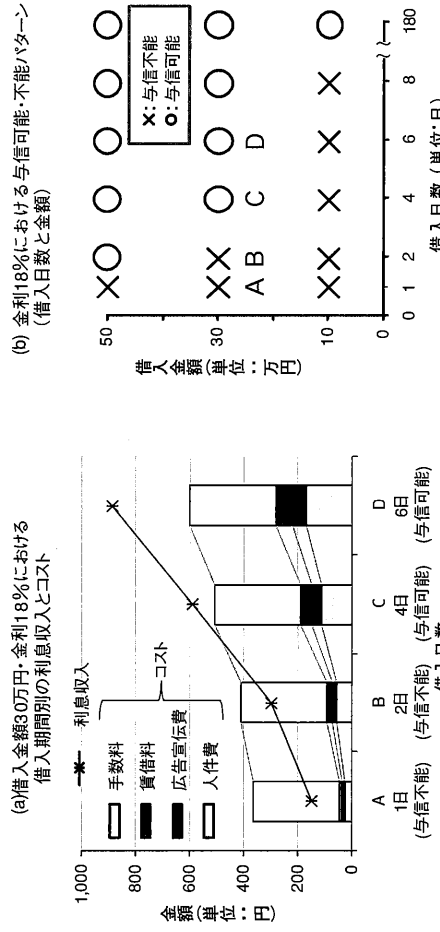 (a)借入金額30万円・金利18%における
借入期間別の利息収入とコスト
利息収入
手数料
賃借料
広告宣伝費
人件費
コスト
金額(単位：円)
1,000
800
600
400
200
0
A
B
C
D
1日
2日
4日
6日
(与信不能)
(与信不能)
(与信可能)
(与信可能)
(b) 金利18%における与信可能・不能パターン
(借入日数と金額)
×:与信不能
○:与信可能
借入金額(単位：万円)
50
30
10
0
A
B
C
D
0
1
2
4
6
8
180
借入日数(単位:日)